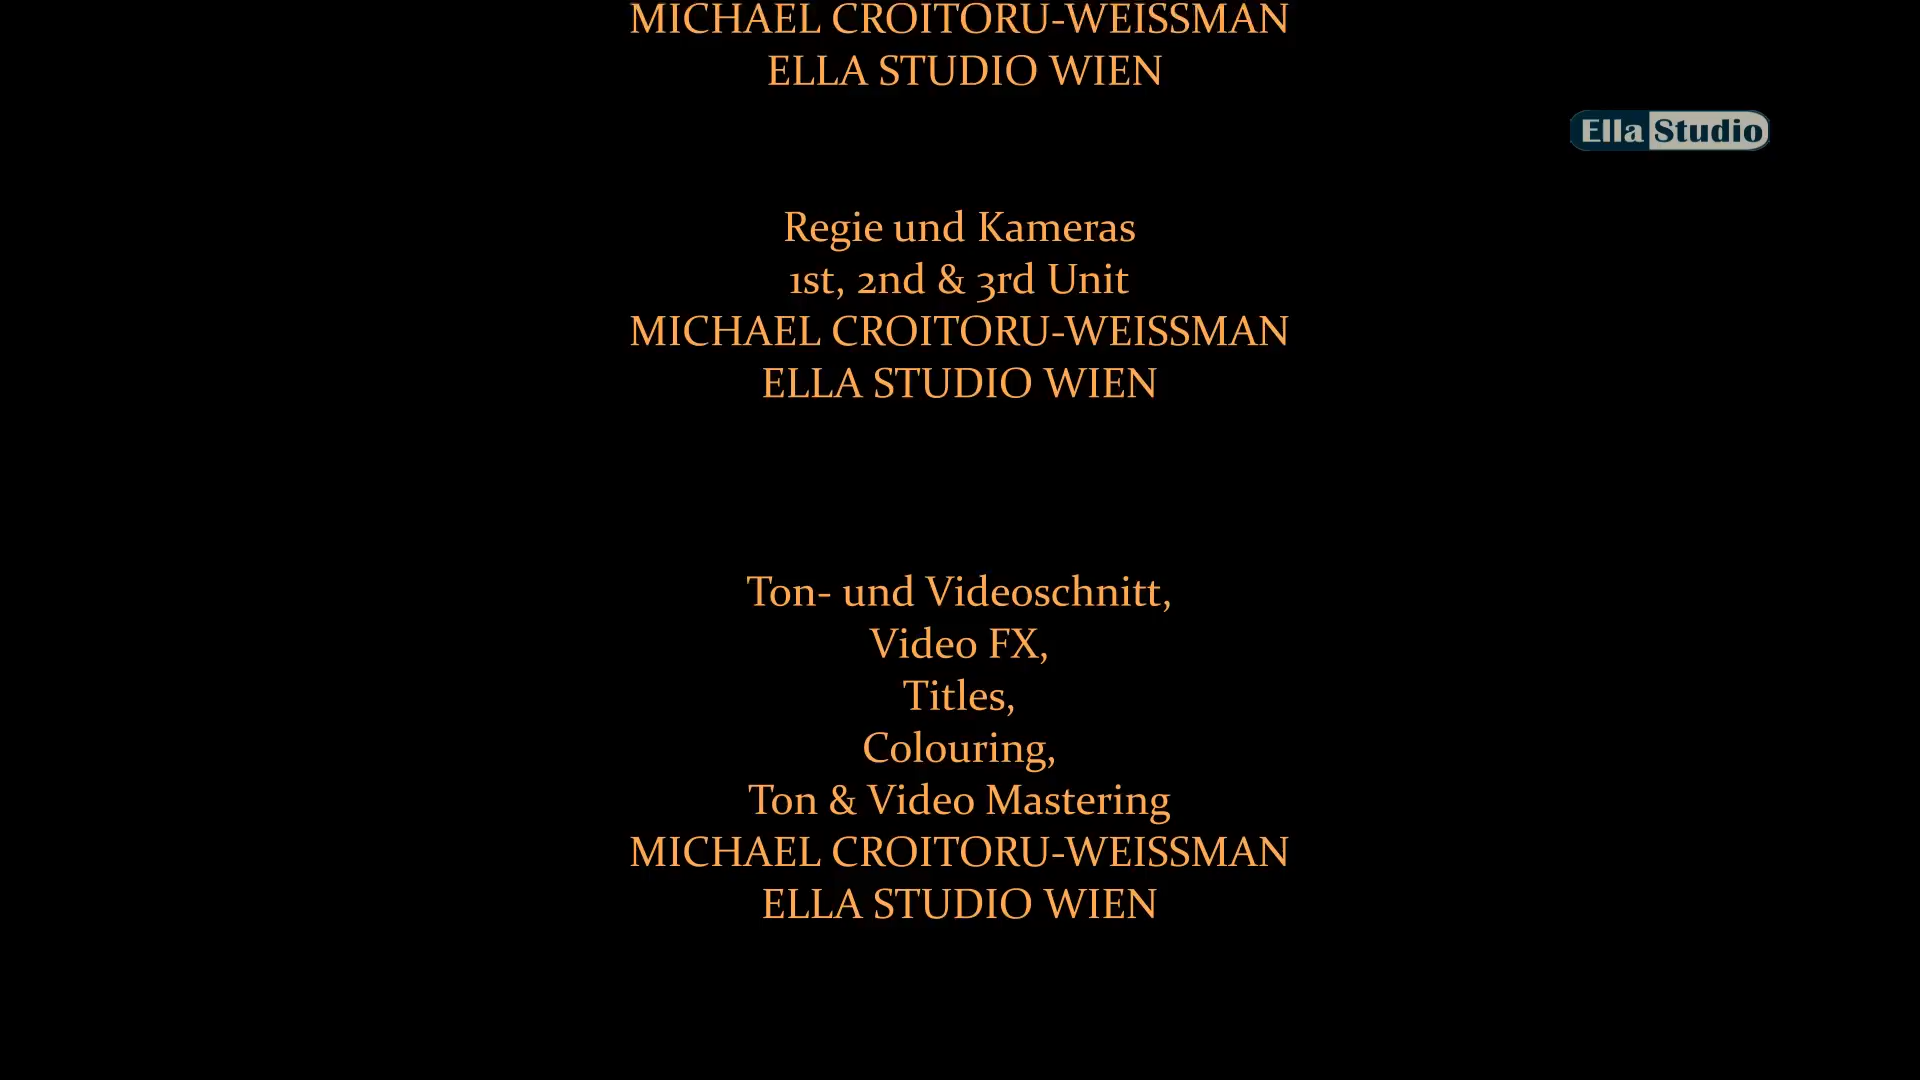 MICHAEL CROITORU-WEISSMAN
ELLA STUDIO WIEN
Ella Studio
Regie und Kameras
1st, 2nd & 3rd Unit
MICHAEL CROITORU-WEISSMAN
ELLA STUDIO WIEN
Ton- und Videoschnitt,
Video FX,
Titles,
Colouring,
Ton & Video Mastering
MICHAEL CROITORU-WEISSMAN
ELLA STUDIO WIEN